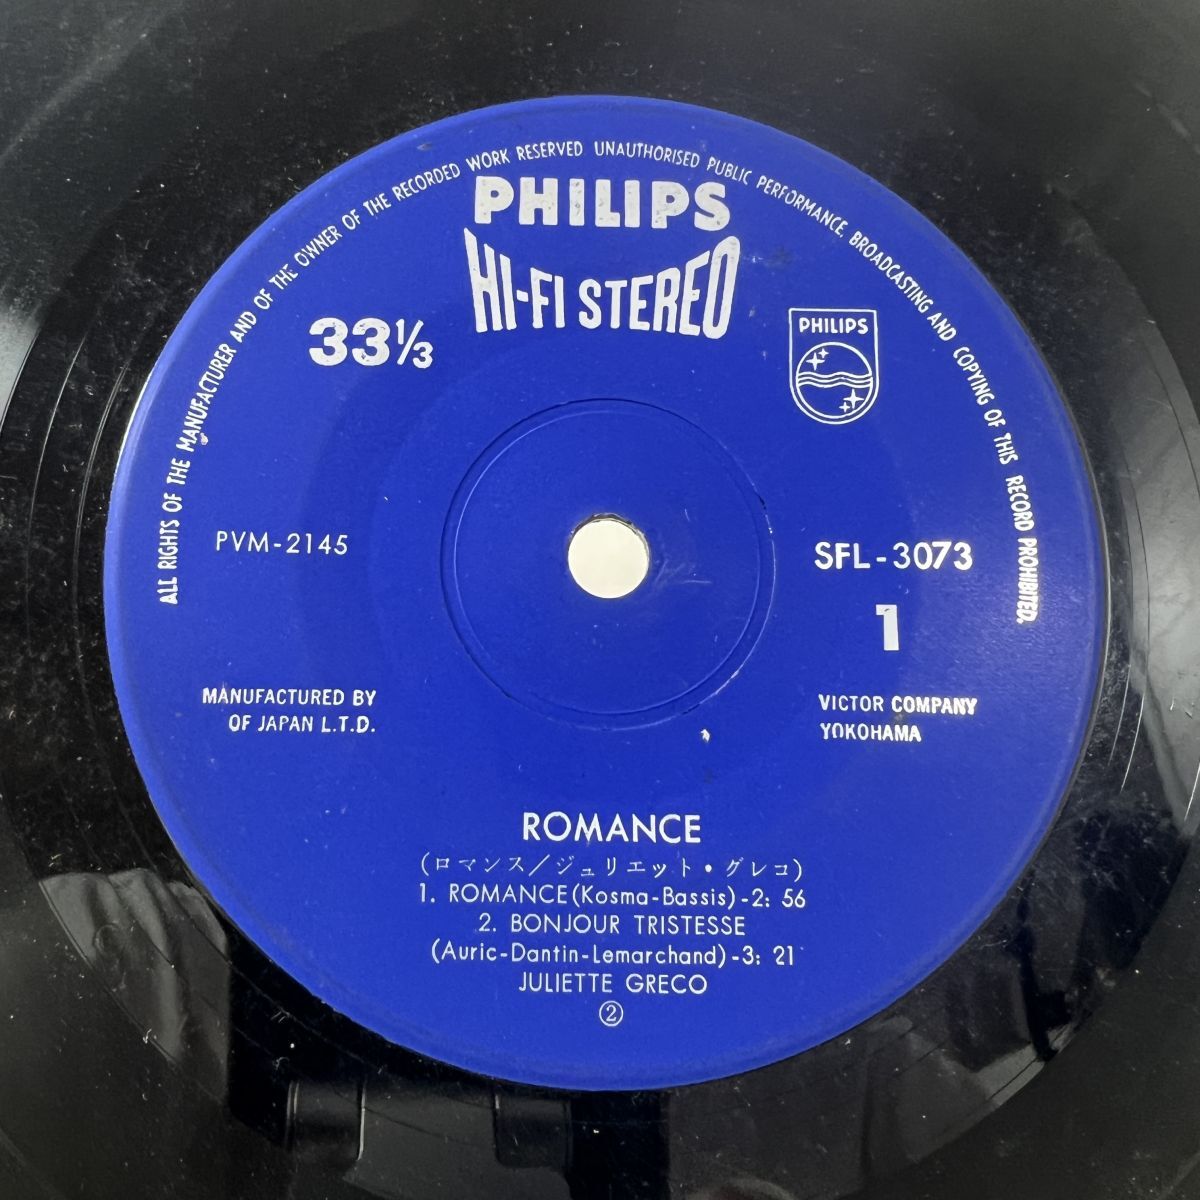 ALL RIGHTS OF THE MANUFACTURER AND OF THE OWNER OF THE RECORDED WORK RESERVED UNAUTHORISED PUBLIC PERFORMANCE, BROADCASTING AND COPYING OF THIS RECORD PROHIBITED.
PHILIPS
HI-FI STEREO
33⅓
PHILIPS
PVM-2145
SFL-3073
1
MANUFACTURED BY VICTOR COMPANY
OF JAPAN L.T.D. YOKOHAMA
ROMANCE
(ロマンス/ジュリエット・グレコ)
1. ROMANCE (Kosma-Bassis)-2: 56
2. BONJOUR TRISTESSE
(Auric-Dantin-Lemarchand)-3: 21
JULIETTE GRECO
②